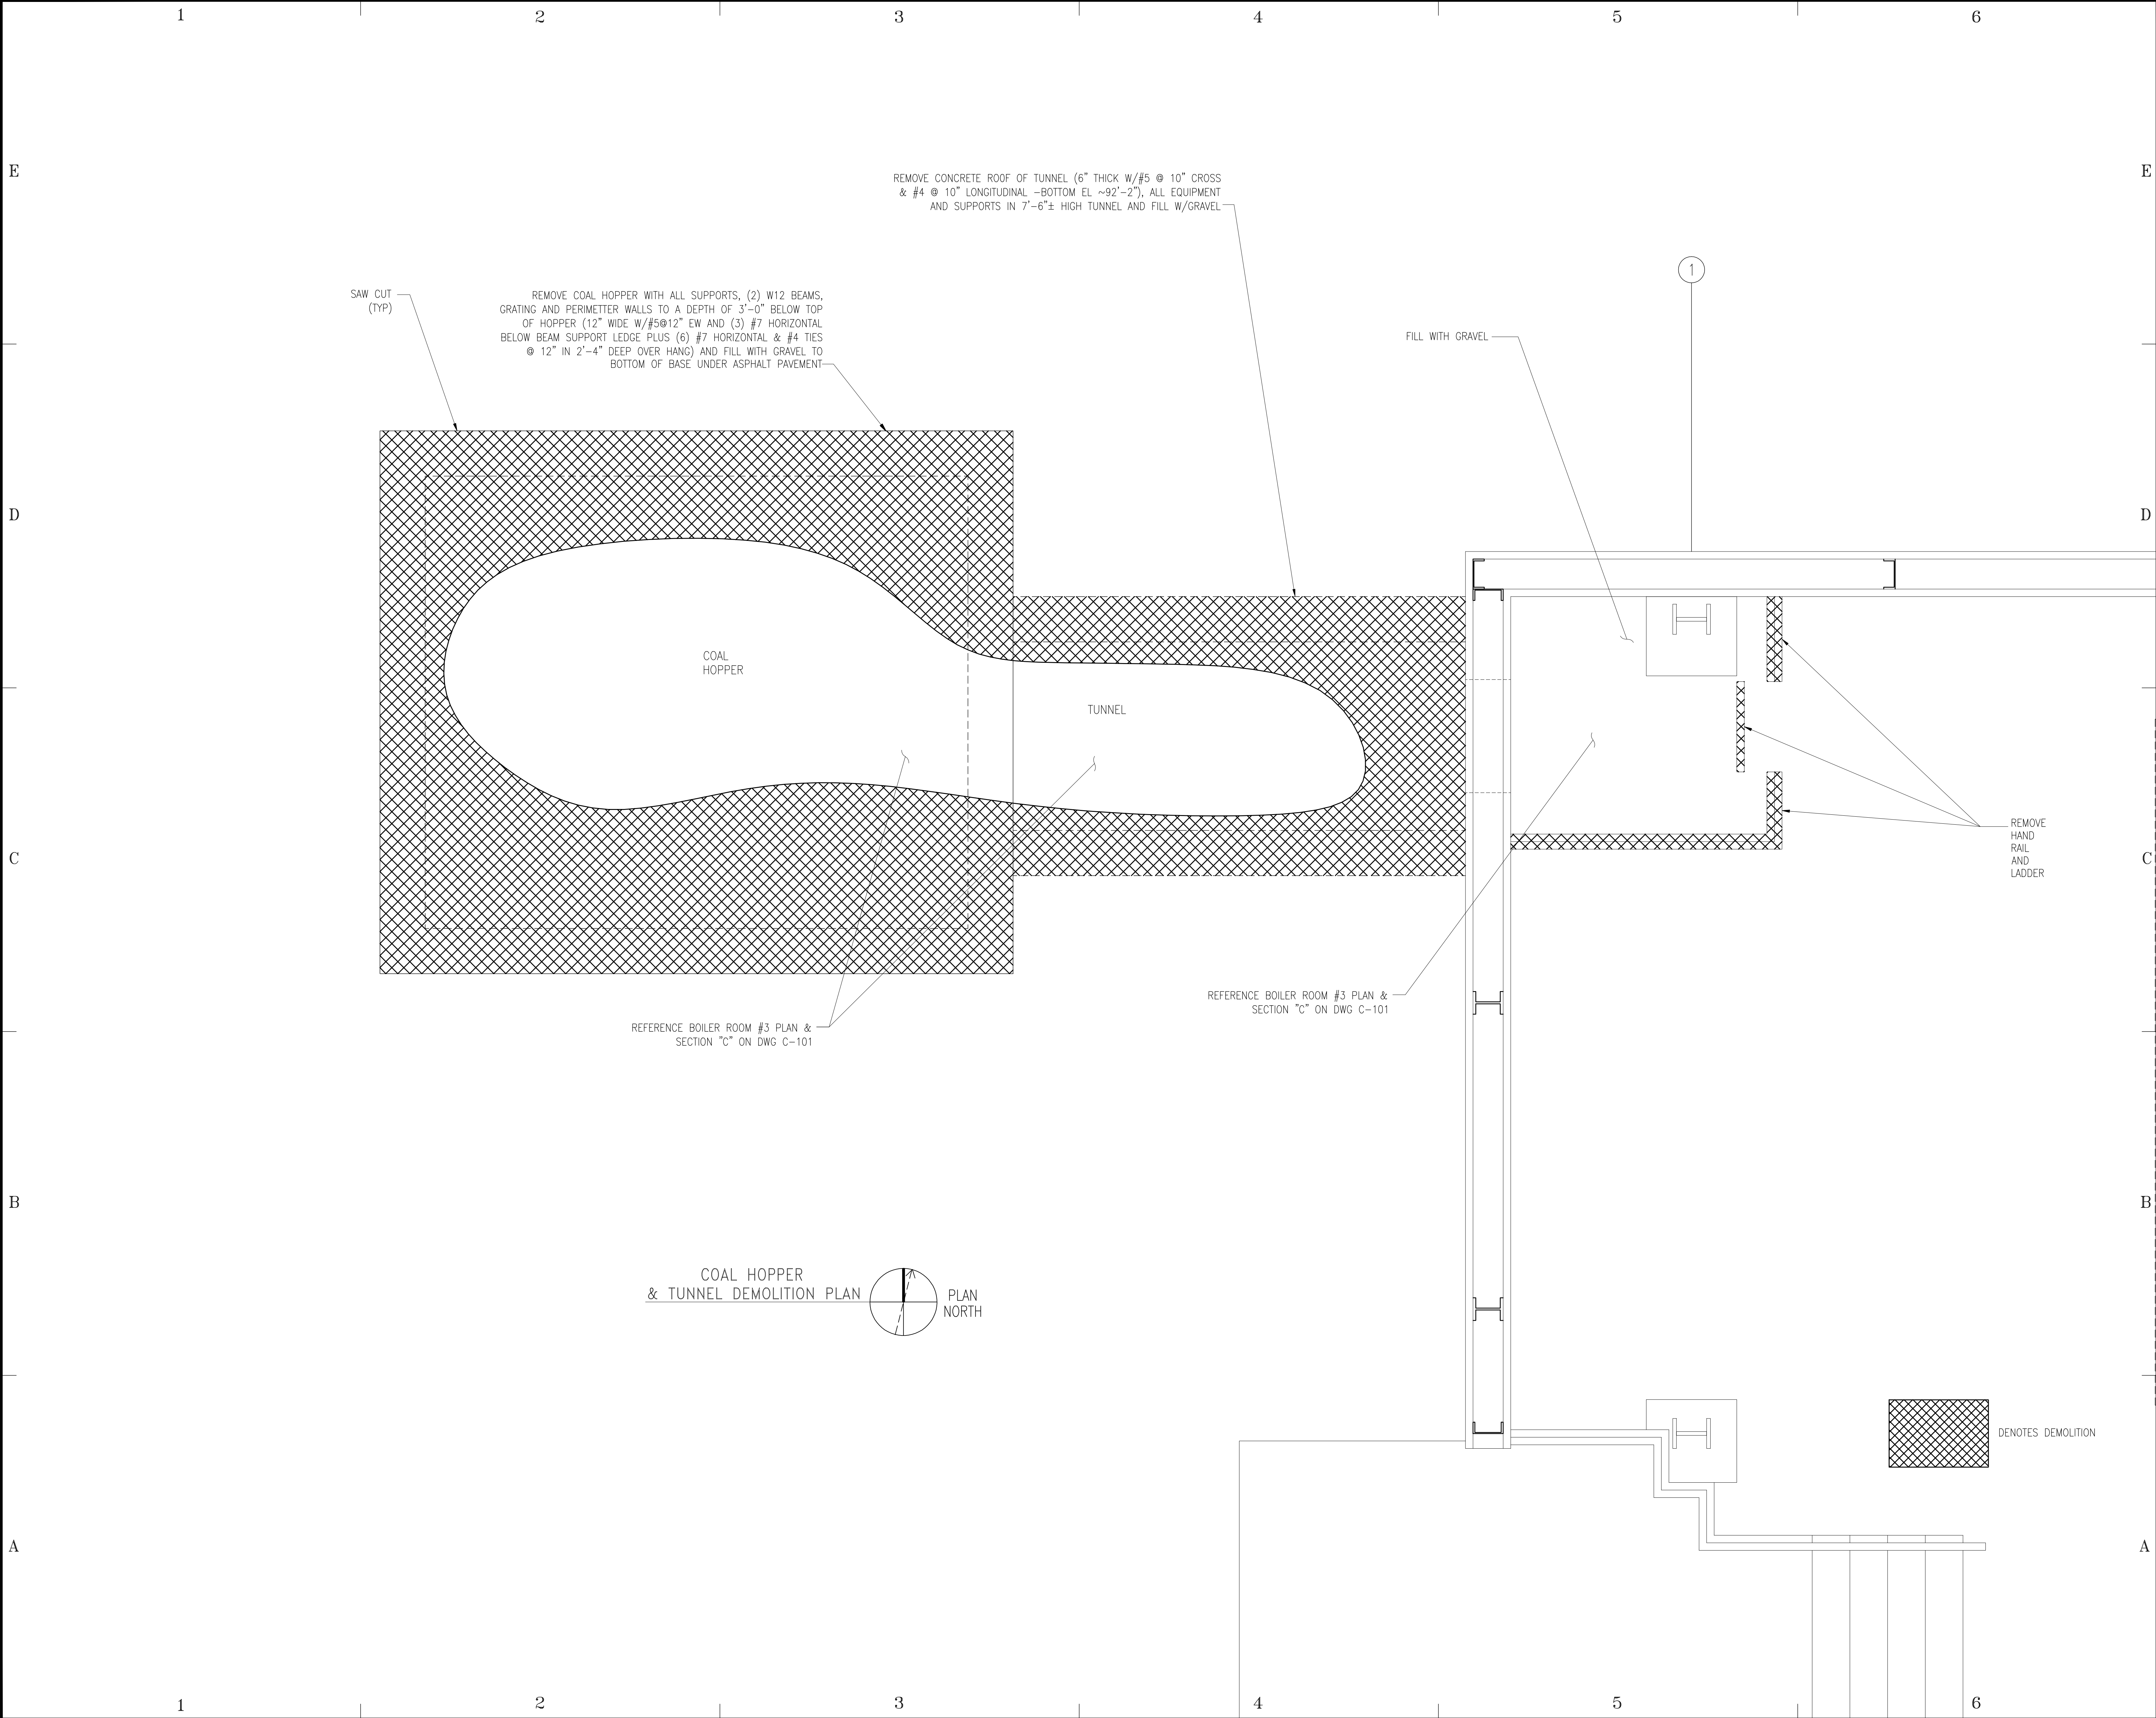 1
2
3
4
5
6
E
E
REMOVE CONCRETE ROOF OF TUNNEL (6" THICK W/#5 @ 10" CROSS
& #4 @ 10" LONGITUDINAL -BOTTOM EL ~92'-2"), ALL EQUIPMENT
AND SUPPORTS IN 7'-6"± HIGH TUNNEL AND FILL W/GRAVEL
1
SAW CUT
(TYP)
REMOVE COAL HOPPER WITH ALL SUPPORTS, (2) W12 BEAMS,
GRATING AND PERIMETTER WALLS TO A DEPTH OF 3'-0" BELOW TOP
OF HOPPER (12" WIDE W/#5@12" EW AND (3) #7 HORIZONTAL
BELOW BEAM SUPPORT LEDGE PLUS (6) #7 HORIZONTAL & #4 TIES
@ 12" IN 2'-4" DEEP OVER HANG) AND FILL WITH GRAVEL TO
BOTTOM OF BASE UNDER ASPHALT PAVEMENT
FILL WITH GRAVEL
D
D
COAL
HOPPER
TUNNEL
REMOVE
HAND
RAIL
AND
LADDER
C
C
REFERENCE BOILER ROOM #3 PLAN &
SECTION "C" ON DWG C-101
REFERENCE BOILER ROOM #3 PLAN &
SECTION "C" ON DWG C-101
B
B
COAL HOPPER
& TUNNEL DEMOLITION PLAN
PLAN
NORTH
DENOTES DEMOLITION
A
A
1
2
3
4
5
6